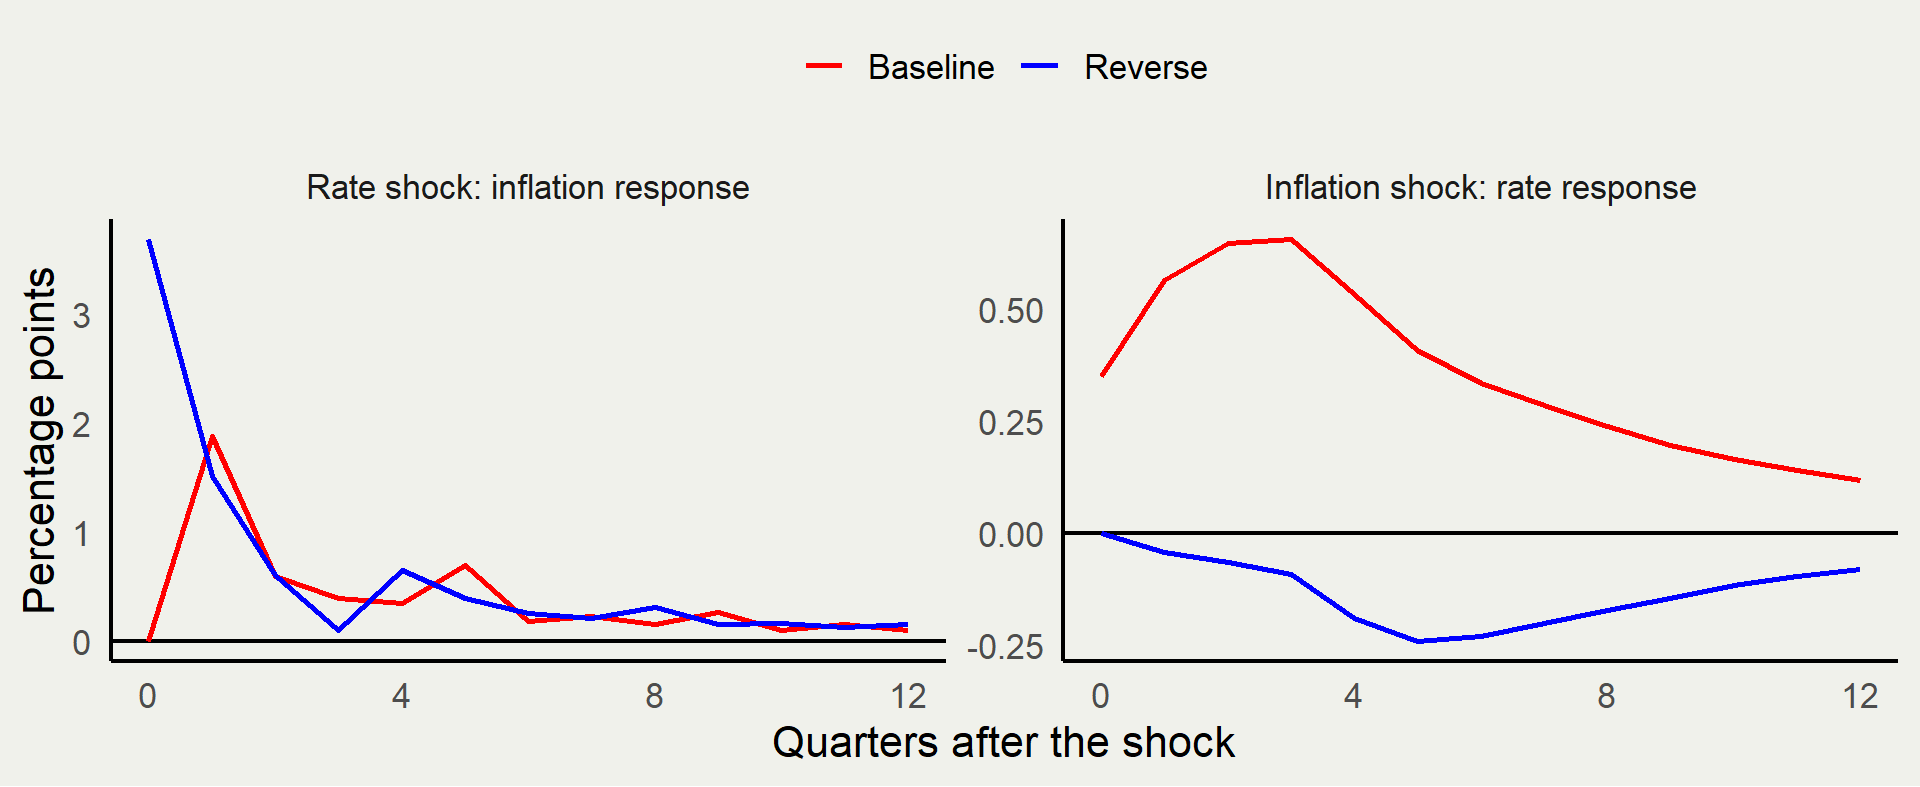 Baseline Reverse
Rate shock: inflation response
Inflation shock: rate response
Percentage points
3
2
1
0
0 4 8 12
0.50
0.25
0.00
-0.25
0 4 8 12
Quarters after the shock